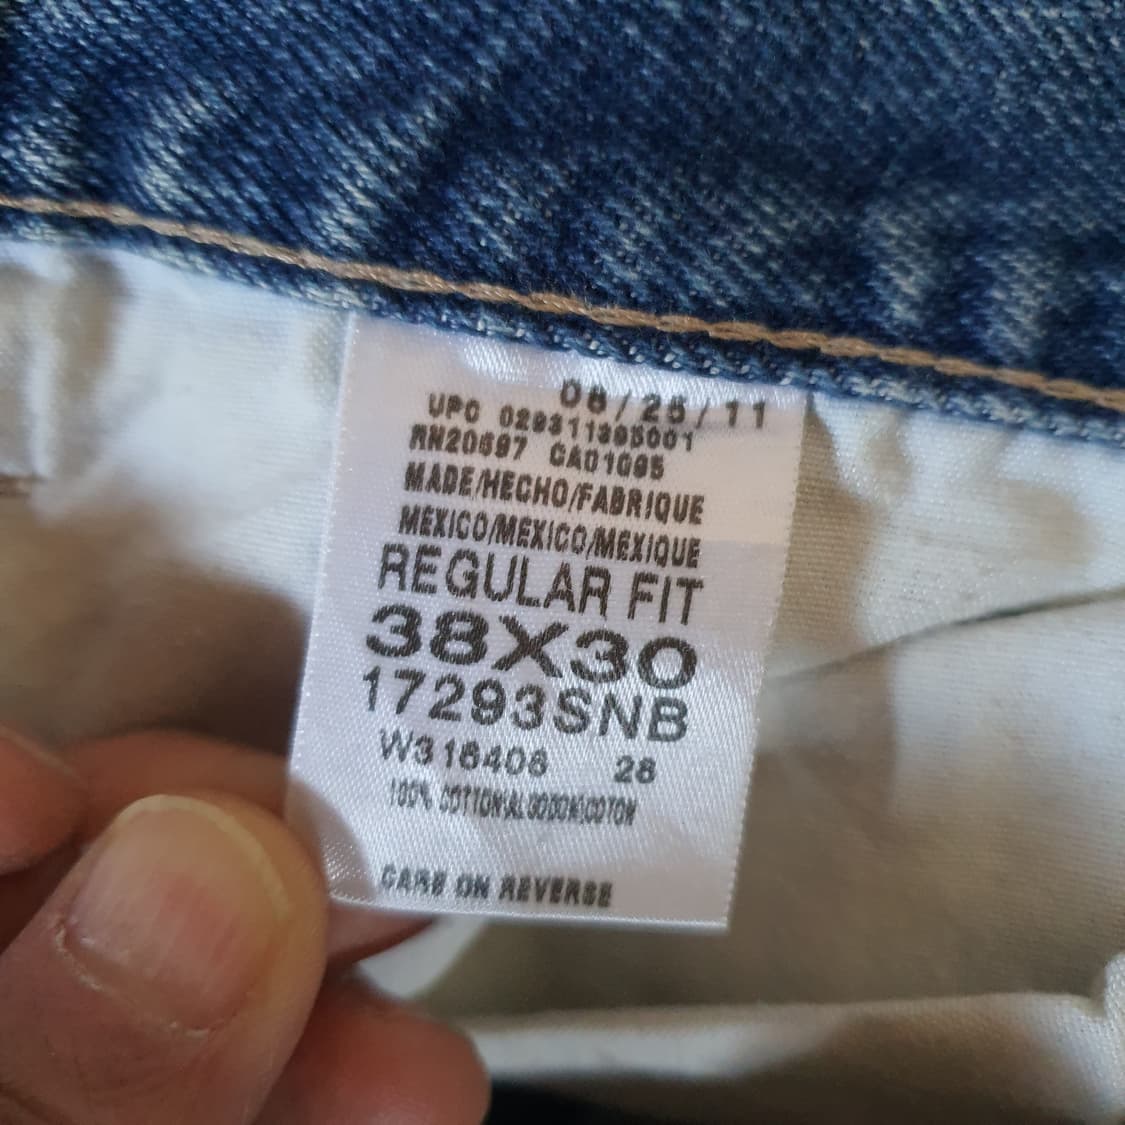 08/25/11
UPC 029311395001
RN20697 CA01095
MADE/HECHO/FABRIQUE
MEXICO/MEXICO/MEXIQUE
REGULAR FIT
38X30
17293SNB
W316408 28
100% COTTON\ALGODON\COTON
CARE ON REVERSE